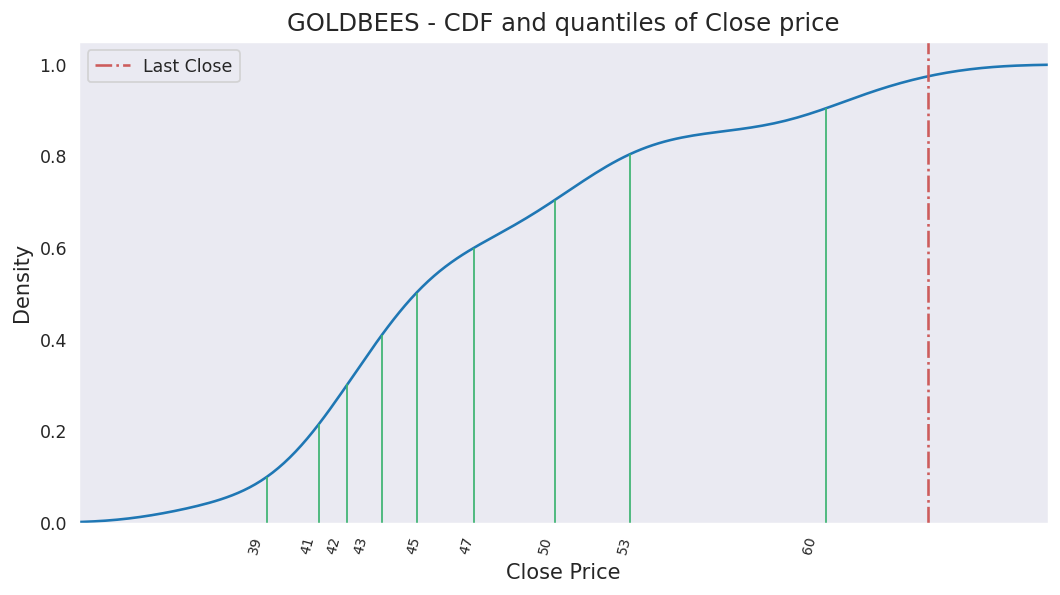 GOLDBEES - CDF and quantiles of Close price
Last Close
Density
1.0
0.8
0.6
0.4
0.2
0.0
39 41 42 43 45 47 50 53 60
Close Price